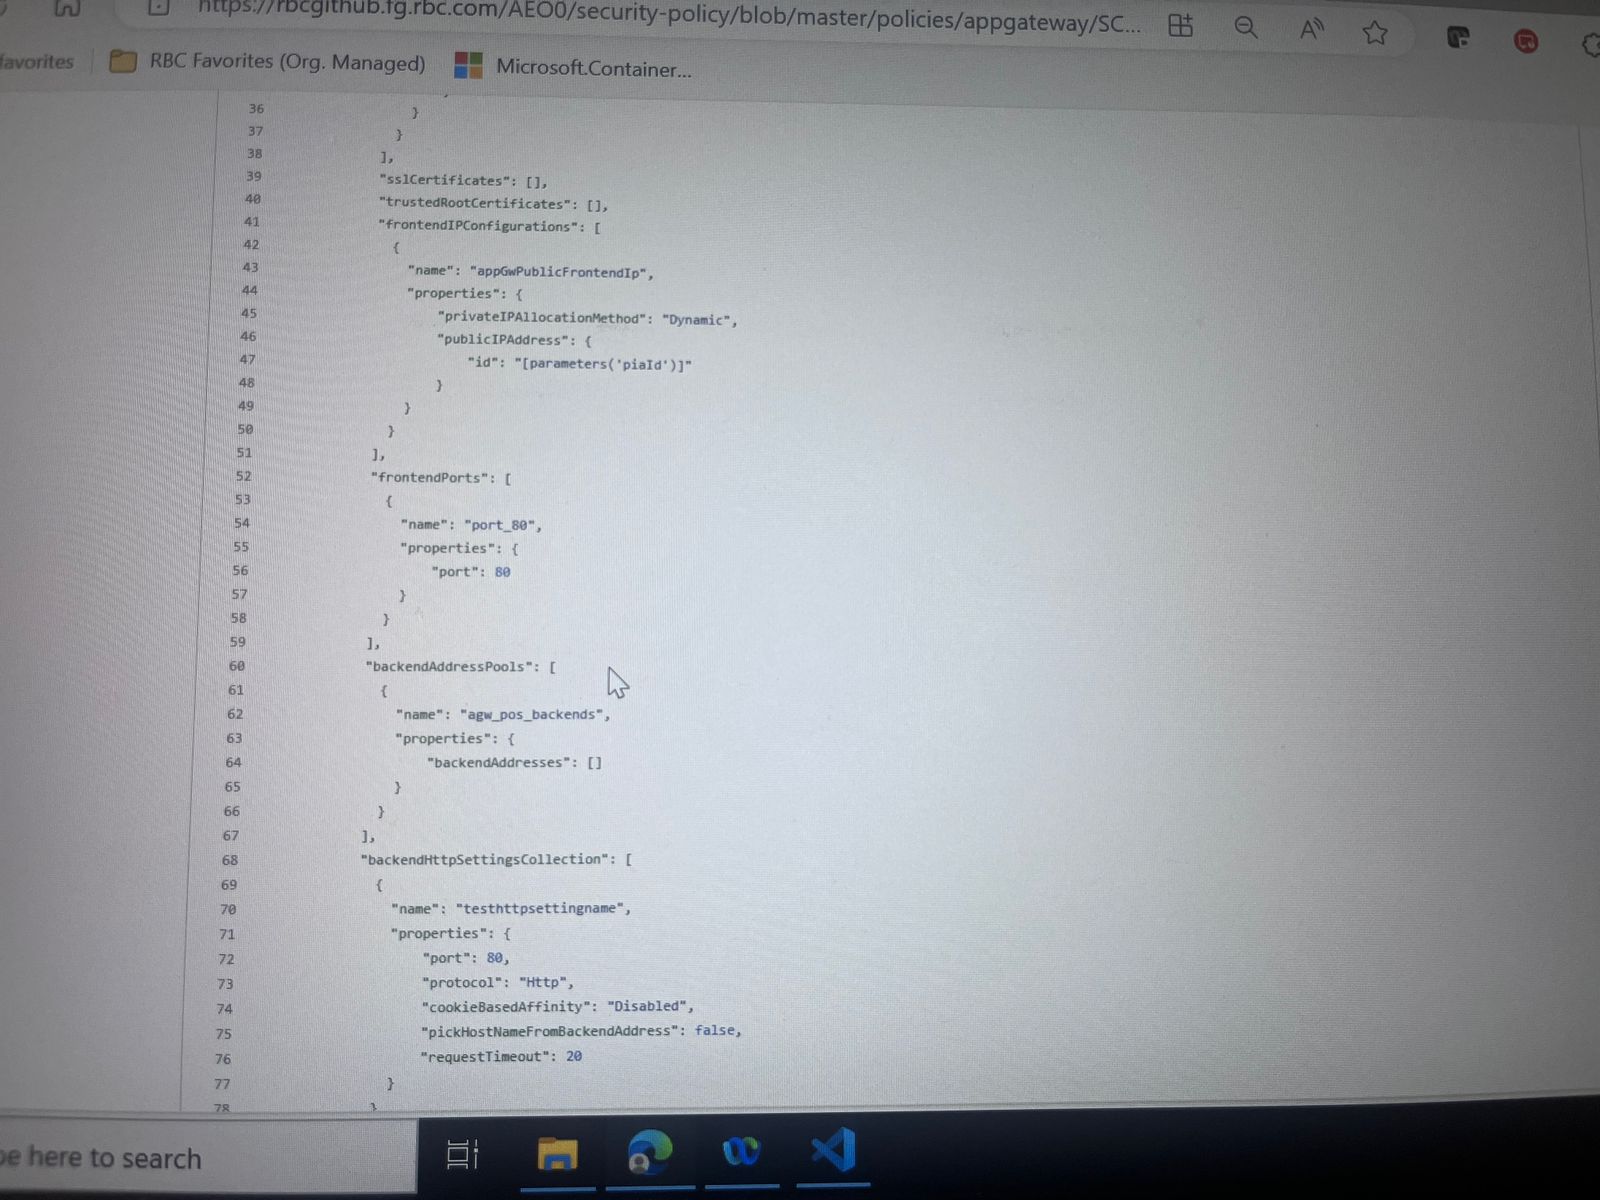 https://rbcgithub.fg.rbc.com/AEO0/security-policy/blob/master/policies/appgateway/SC...
favorites RBC Favorites (Org. Managed) Microsoft.Container...
36 }
37 }
38 ],
39 "sslCertificates": [],
40 "trustedRootCertificates": [],
41 "frontendIPConfigurations": [
42 {
43 "name": "appGwPublicFrontendIp",
44 "properties": {
45 "privateIPAllocationMethod": "Dynamic",
46 "publicIPAddress": {
47 "id": "[parameters('piaId')]"
48 }
49 }
50 }
51 ],
52 "frontendPorts": [
53 {
54 "name": "port_80",
55 "properties": {
56 "port": 80
57 }
58 }
59 ],
60 "backendAddressPools": [
61 {
62 "name": "agw_pos_backends",
63 "properties": {
64 "backendAddresses": []
65 }
66 }
67 ],
68 "backendHttpSettingsCollection": [
69 {
70 "name": "testhttpsettingname",
71 "properties": {
72 "port": 80,
73 "protocol": "Http",
74 "cookieBasedAffinity": "Disabled",
75 "pickHostNameFromBackendAddress": false,
76 "requestTimeout": 20
77 }
78 }
pe here to search